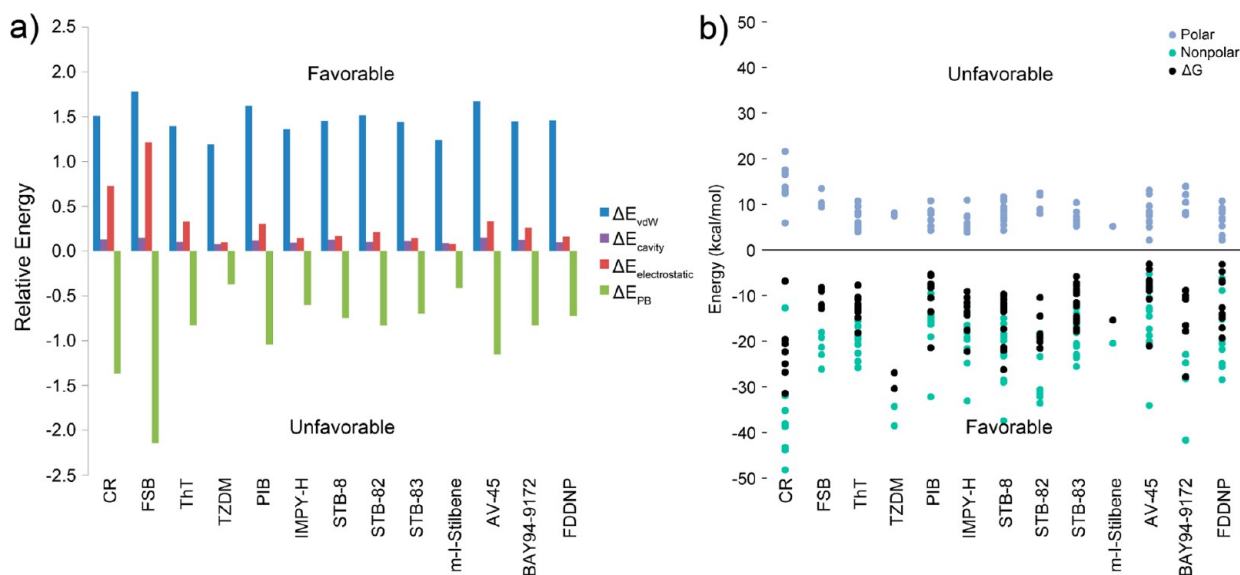 a)
Relative Energy
2.5
2.0
1.5
1.0
0.5
0.0
-0.5
-1.0
-1.5
-2.0
-2.5
Favorable
Unfavorable
ΔE_vdW
ΔE_cavity
ΔE_electrostatic
ΔE_PB
CR
FSB
ThT
TZDM
PIB
IMPY-H
STB-8
STB-82
STB-83
m-I-Stilbene
AV-45
BAY94-9172
FDDNP
b)
Energy (kcal/mol)
50
40
30
20
10
0
-10
-20
-30
-40
-50
Polar
Nonpolar
ΔG
Unfavorable
Favorable
CR
FSB
ThT
TZDM
PIB
IMPY-H
STB-8
STB-82
STB-83
m-I-Stilbene
AV-45
BAY94-9172
FDDNP